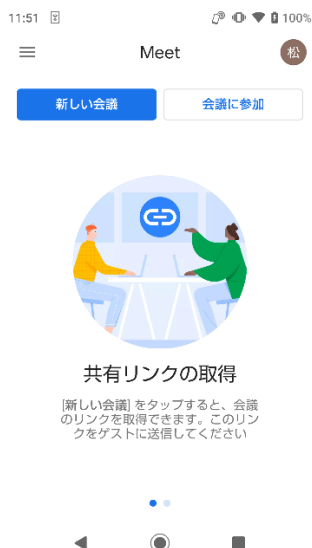 11:51 100%
Meet 松
新しい会議 会議に参加
共有リンクの取得
[新しい会議] をタップすると、会議
のリンクを取得できます。このリン
クをゲストに送信してください